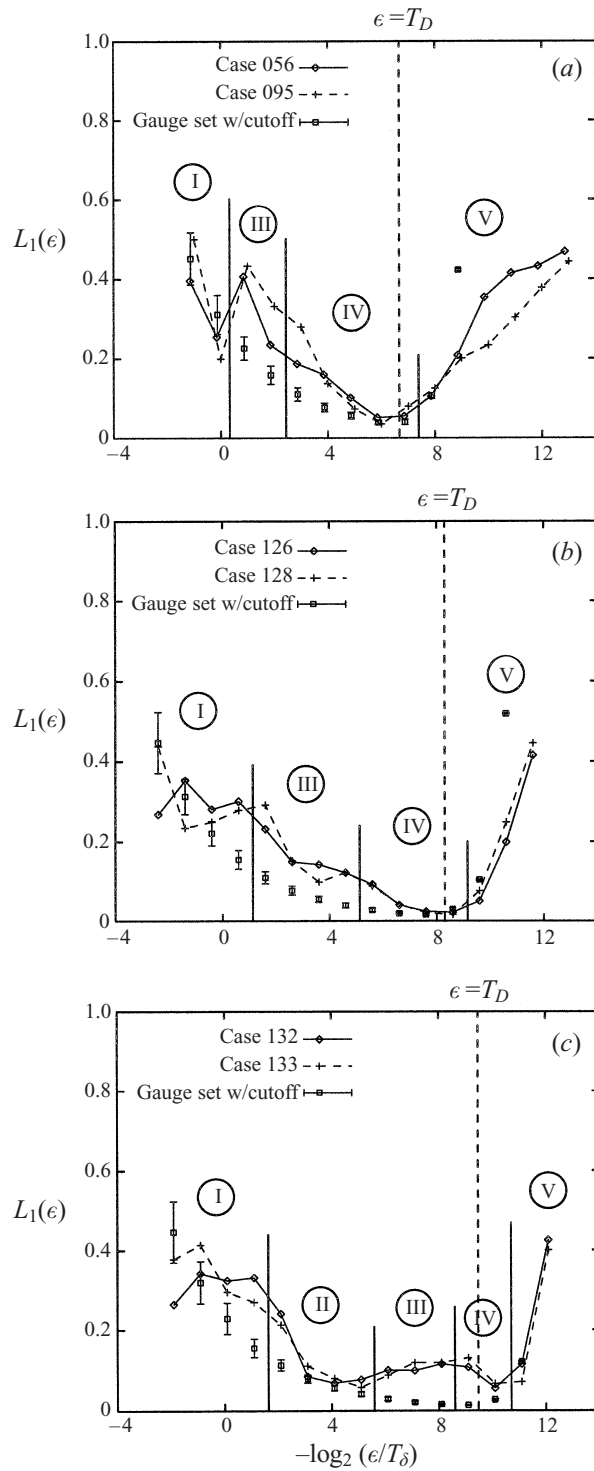 ϵ = T_D
1.0
(a)
Case 056
Case 095
0.8
Gauge set w/cutoff
I
0.6
III
V
L₁(ϵ)
0.4
IV
0.2
0
−4 0 4 8 12
ϵ = T_D
1.0
(b)
Case 126
Case 128
0.8
Gauge set w/cutoff
V
0.6
I
L₁(ϵ)
III
0.4
IV
0.2
0
−4 0 4 8 12
ϵ = T_D
1.0
(c)
Case 132
Case 133
0.8
Gauge set w/cutoff
0.6
I
V
L₁(ϵ)
0.4
II
III
IV
0.2
0
−4 0 4 8 12
−log₂ (ϵ/T_δ)